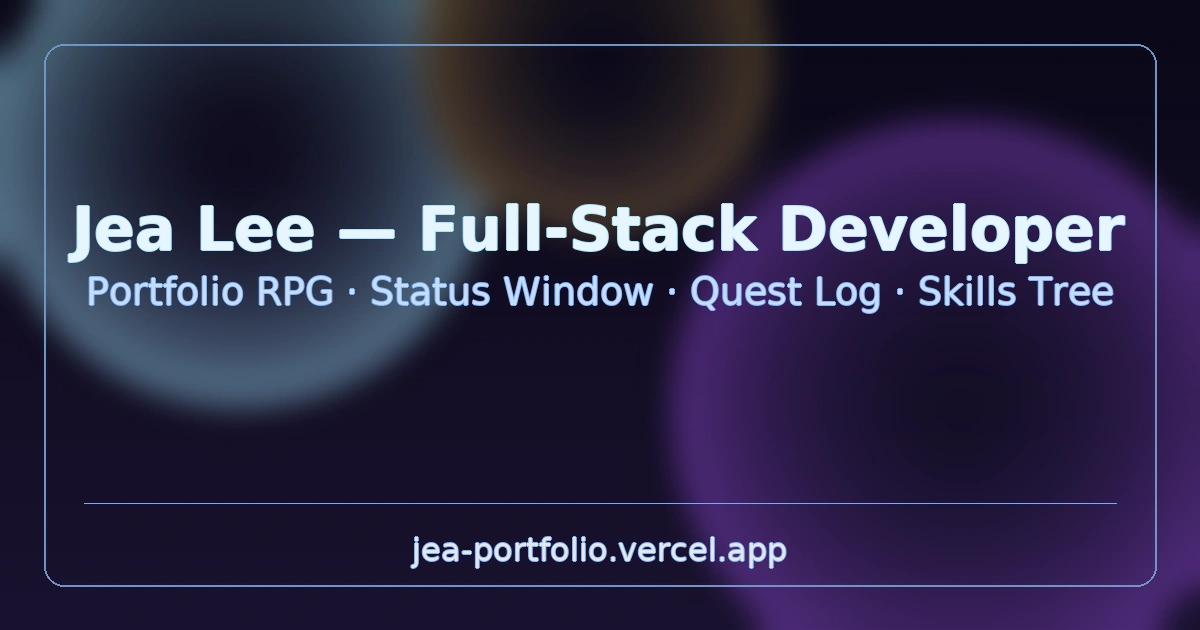 Jea Lee — Full-Stack Developer
Portfolio RPG · Status Window · Quest Log · Skills Tree
jea-portfolio.vercel.app